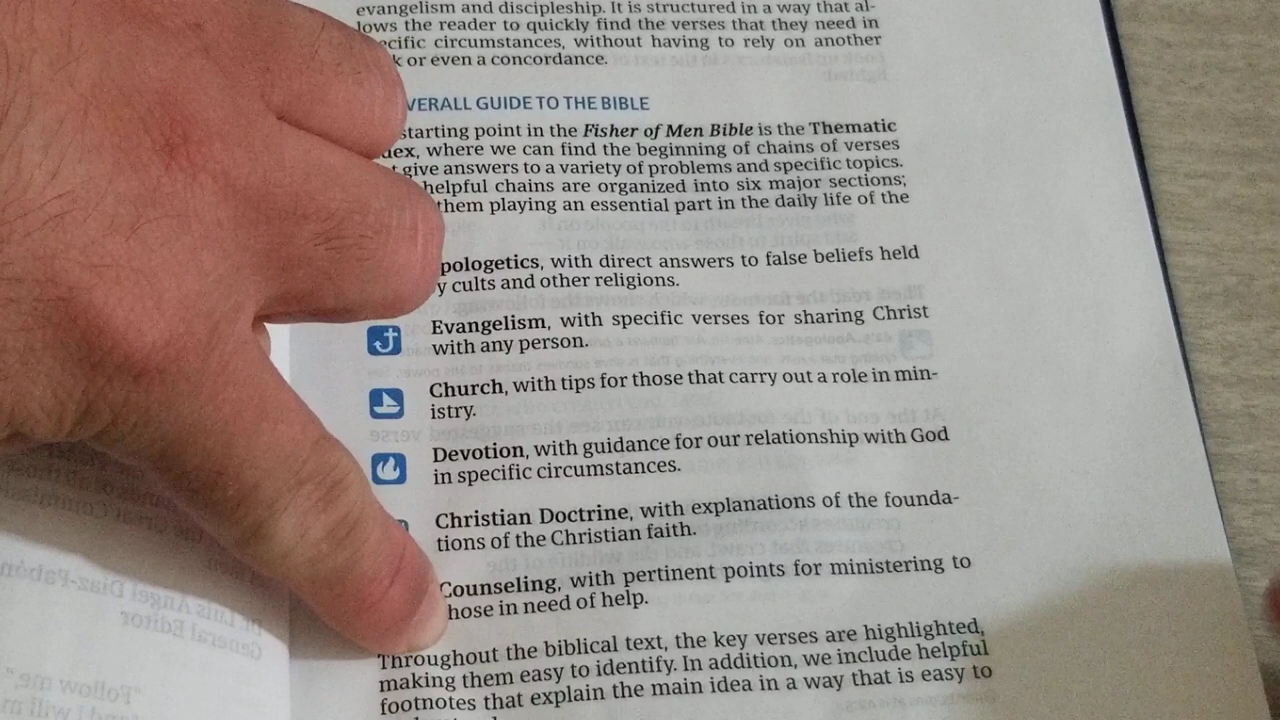 evangelism and discipleship. It is structured in a way that al-
lows the reader to quickly find the verses that they need in
circumstances, without having to rely on another
or even a concordance.
GUIDE TO THE BIBLE
starting point in the Fisher of Men Bible is the Thematic
where we can find the beginning of chains of verses
give answers to a variety of problems and specific topics.
helpful chains are organized into six major sections;
them playing an essential part in the daily life of the
pologetics, with direct answers to false beliefs held
y cults and other religions.
Evangelism, with specific verses for sharing Christ
with any person.
Church, with tips for those that carry out a role in min-
istry.
Devotion, with guidance for our relationship with God
in specific circumstances.
Christian Doctrine, with explanations of the founda-
tions of the Christian faith.
Counseling, with pertinent points for ministering to
hose in need of help.
Throughout the biblical text, the key verses are highlighted,
making them easy to identify. In addition, we include helpful
footnotes that explain the main idea in a way that is easy to